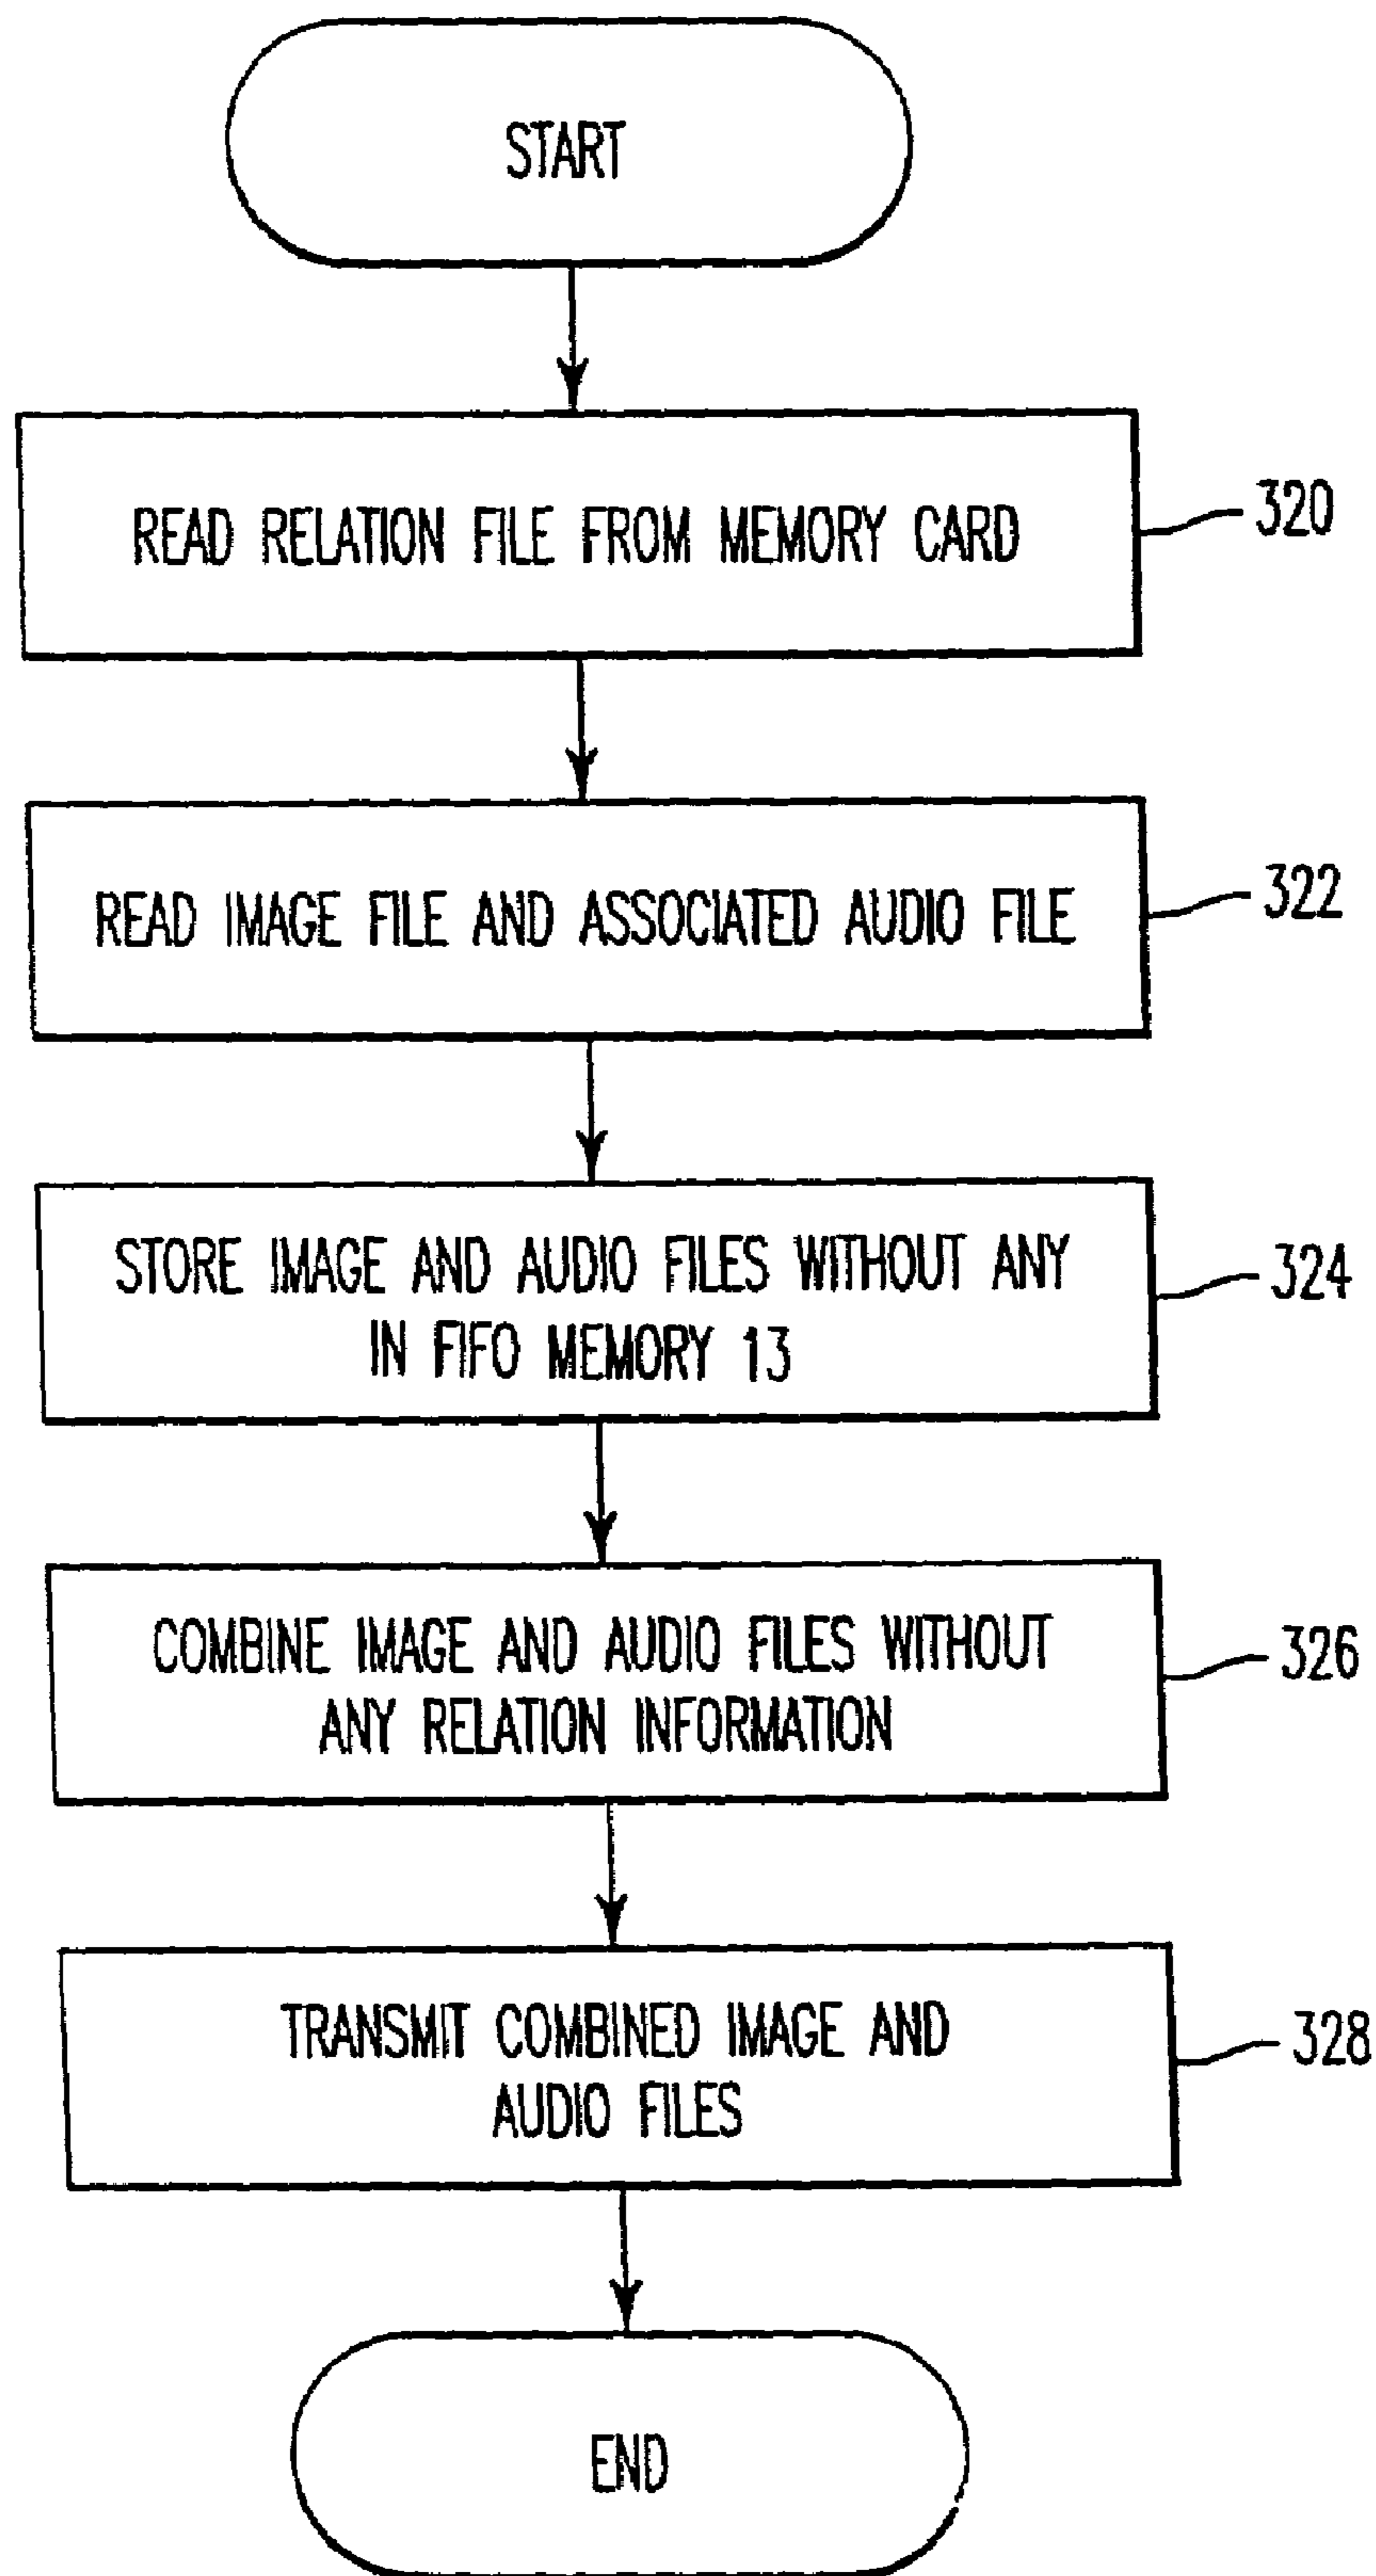 START
READ RELATION FILE FROM MEMORY CARD
320
READ IMAGE FILE AND ASSOCIATED AUDIO FILE
322
STORE IMAGE AND AUDIO FILES WITHOUT ANY
IN FIFO MEMORY 13
324
COMBINE IMAGE AND AUDIO FILES WITHOUT
ANY RELATION INFORMATION
326
TRANSMIT COMBINED IMAGE AND
AUDIO FILES
328
END